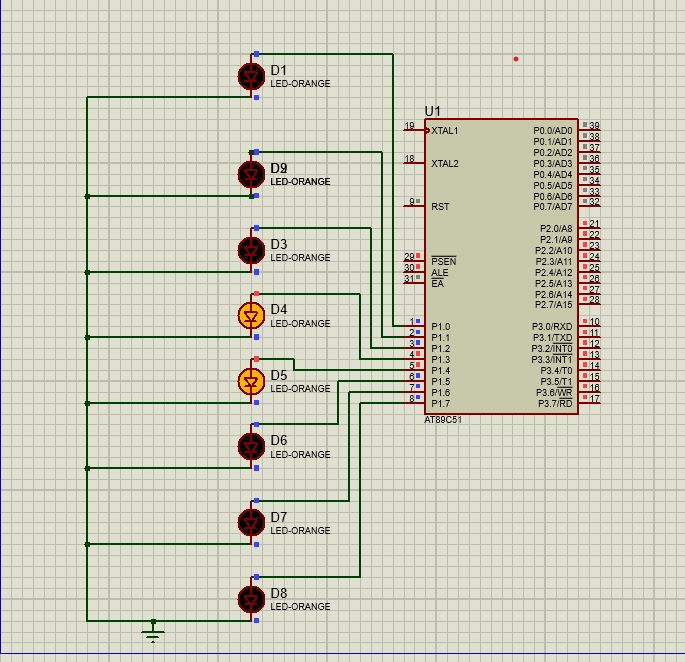 D1
LED-ORANGE
LED-ORANGE
D3
LED-ORANGE
D4
LED-ORANGE
D5
LED-ORANGE
D6
LED-ORANGE
D7
LED-ORANGE
D8
LED-ORANGE
U1
19 XTAL1 P0.0/AD0 39
P0.1/AD1 38
P0.2/AD2 37
18 XTAL2 P0.3/AD3 36
P0.4/AD4 35
P0.5/AD5 34
P0.6/AD6 33
9 RST P0.7/AD7 32
P2.0/A8 21
P2.1/A9 22
P2.2/A10 23
29 PSEN P2.3/A11 24
30 ALE P2.4/A12 25
31 EA P2.5/A13 26
P2.6/A14 27
P2.7/A15 28
1 P1.0 P3.0/RXD 10
2 P1.1 P3.1/TXD 11
3 P1.2 P3.2/INT0 12
4 P1.3 P3.3/INT1 13
5 P1.4 P3.4/T0 14
6 P1.5 P3.5/T1 15
7 P1.6 P3.6/WR 16
8 P1.7 P3.7/RD 17
AT89C51